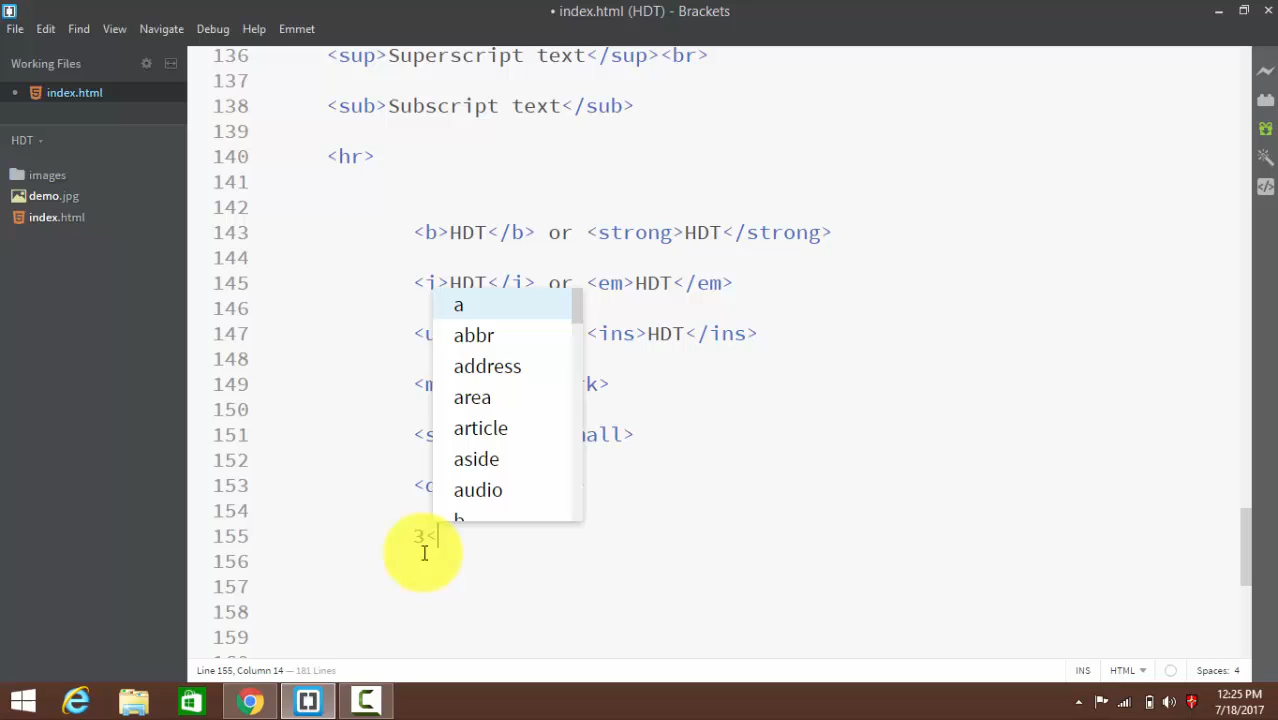 • index.html (HDT) - Brackets
File Edit Find View Navigate Debug Help Emmet
Working Files
• index.html
HDT
images
demo.jpg
index.html
136 <sup>Superscript text</sup><br>
137
138 <sub>Subscript text</sub>
139
140 <hr>
141
142
143 <b>HDT</b> or <strong>HDT</strong>
144
145 <i>HDT</i> or <em>HDT</em>
146
147 <u <ins>HDT</ins>
148
149 <m k>
150
151 <s all>
152
153 <d
154
155 3<
156
157
158
159
a
abbr
address
area
article
aside
audio
b
Line 155, Column 14 — 181 Lines
INS HTML Spaces: 4
12:25 PM
7/18/2017